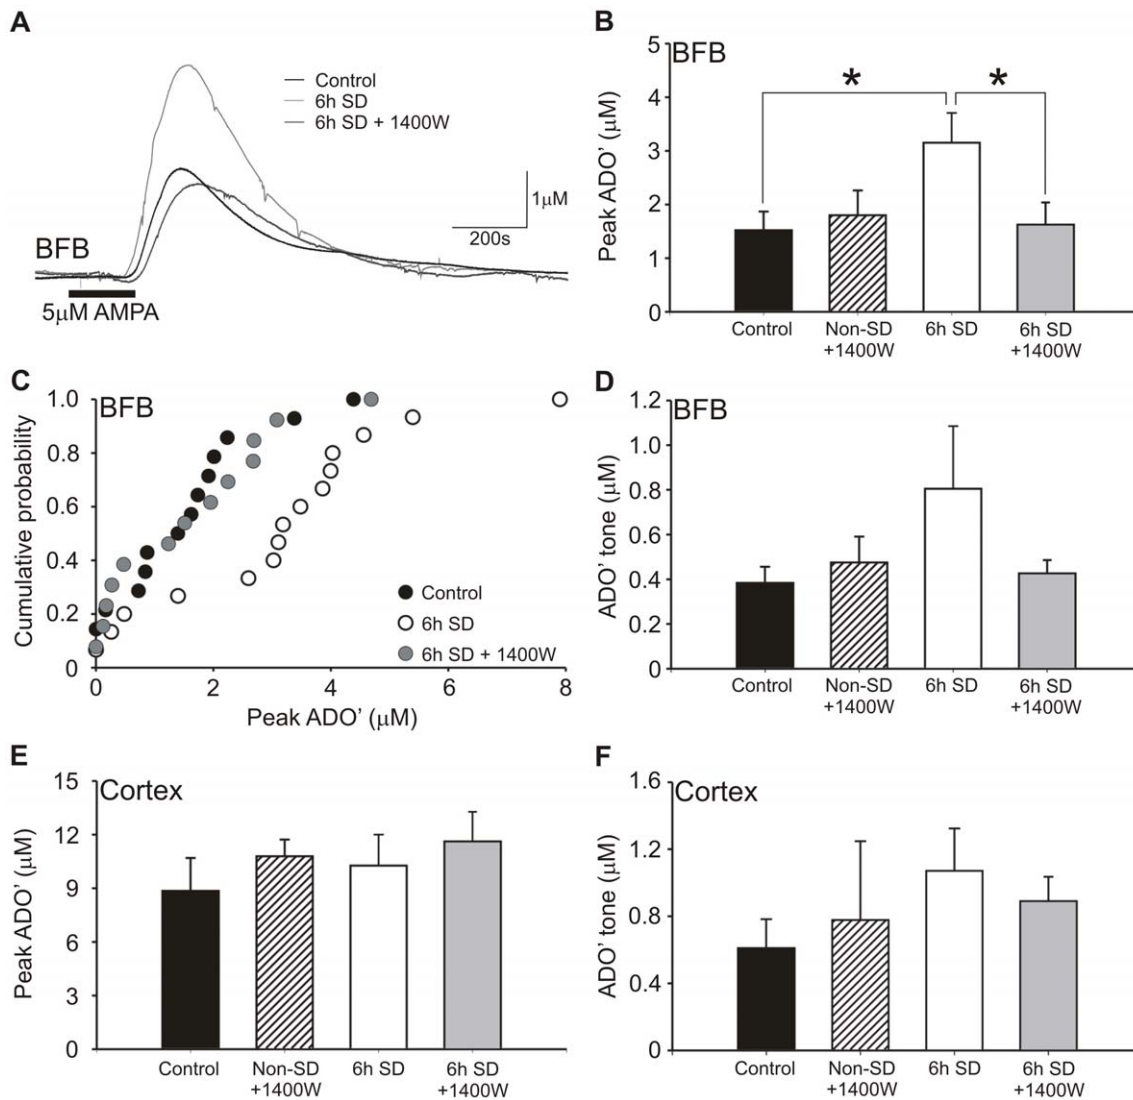 A
Control
6h SD
6h SD + 1400W
1μM
200s
BFB
5μM AMPA
B
BFB
Peak ADO’ (μM)
5
4
3
2
1
0
*
*
Control
Non-SD
+1400W
6h SD
6h SD
+1400W
C
BFB
Cumulative probability
1.0
0.8
0.6
0.4
0.2
0
Control
6h SD
6h SD + 1400W
0
2
4
6
8
Peak ADO’ (μM)
D
BFB
ADO’ tone (μM)
1.2
1.0
0.8
0.6
0.4
0.2
0
Control
Non-SD
+1400W
6h SD
6h SD
+1400W
E
Cortex
Peak ADO’ (μM)
15
12
9
6
3
0
Control
Non-SD
+1400W
6h SD
6h SD
+1400W
F
Cortex
ADO’ tone (μM)
1.6
1.2
0.8
0.4
0
Control
Non-SD
+1400W
6h SD
6h SD
+1400W